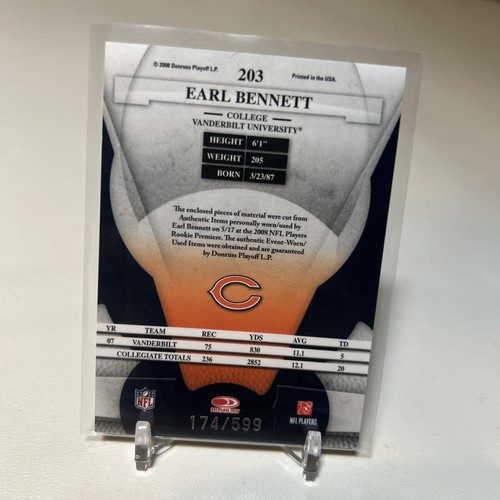 © 2008 Donruss Playoff L.P.
203
Printed in the USA.
EARL BENNETT
COLLEGE
VANDERBILT UNIVERSITY®
HEIGHT 6'1"
WEIGHT 205
BORN 3/23/87
The enclosed pieces of material were cut from
Authentic Items personally worn/used by
Earl Bennett on 5/17 at the 2008 NFL Players
Rookie Premiere. The authentic Event-Worn/
Used Items were obtained and are guaranteed
by Donruss Playoff L.P.
C
YR TEAM REC YDS AVG TD
07 VANDERBILT 75 830 11.1 5
COLLEGIATE TOTALS 236 2852 12.1 20
NFL
DONRUSS
NFL PLAYERS
174/599